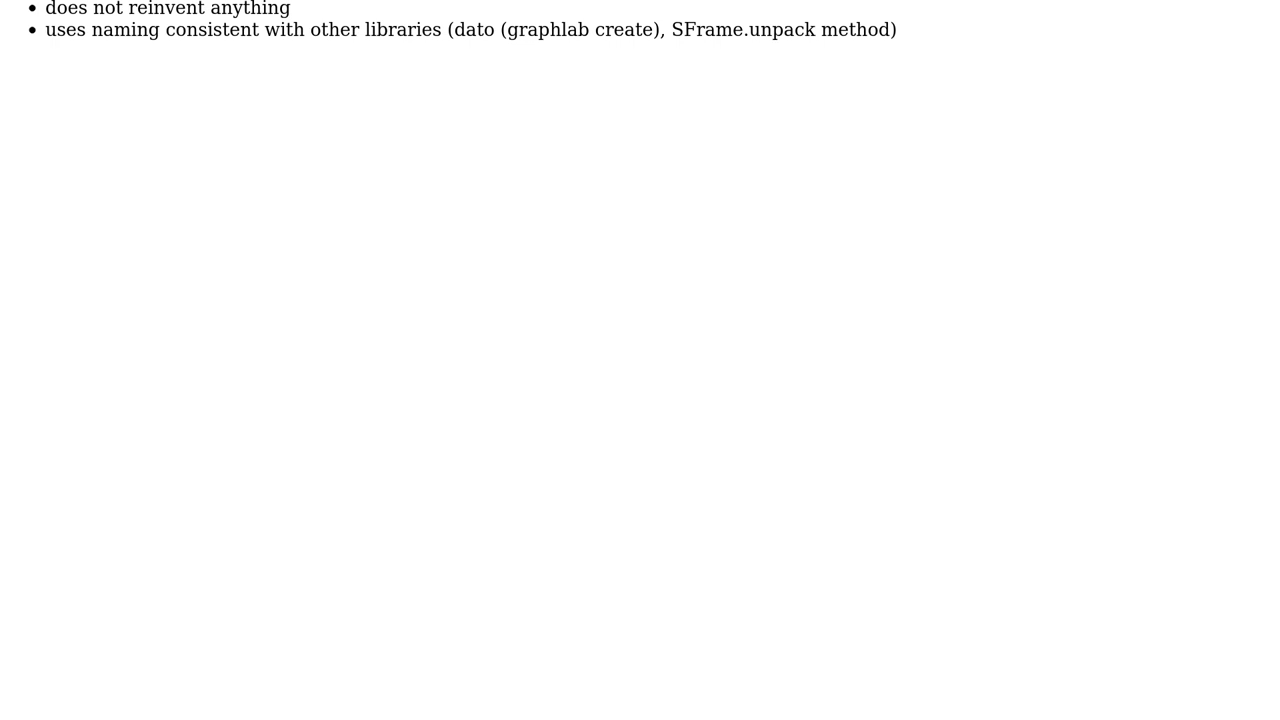 does not reinvent anything
uses naming consistent with other libraries (dato (graphlab create), SFrame.unpack method)